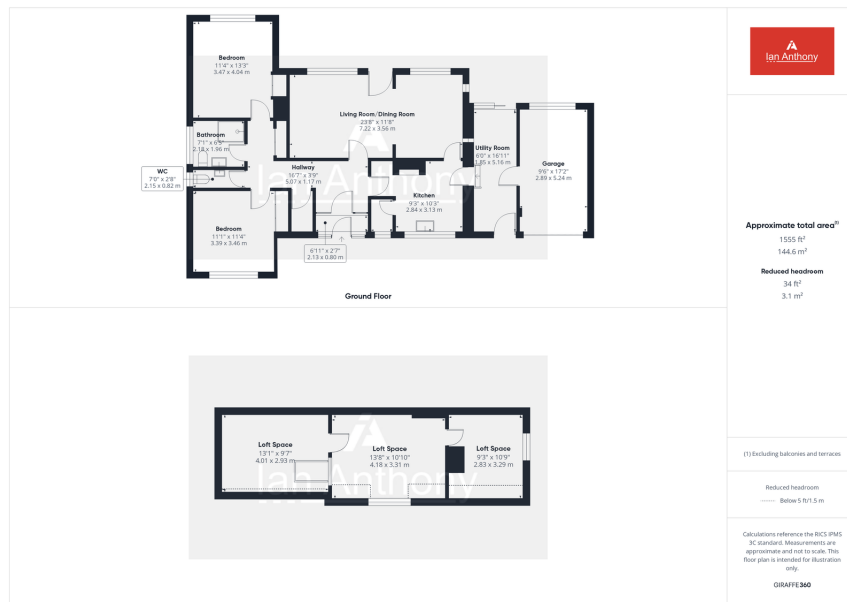 Bedroom
11'4" x 13'3"
3.47 x 4.04 m
Living Room/Dining Room
23'8" x 11'8"
7.22 x 3.56 m
Bathroom
7'1" x 6'5"
2.18 x 1.96 m
Utility Room
6'0" x 16'11"
1.85 x 5.16 m
Garage
9'6" x 17'2"
2.89 x 5.24 m
WC
7'0" x 2'8"
2.15 x 0.82 m
Hallway
16'7" x 3'9"
5.07 x 1.17 m
Kitchen
9'3" x 10'3"
2.84 x 3.13 m
Bedroom
11'1" x 11'4"
3.39 x 3.46 m
6'11" x 2'7"
2.13 x 0.80 m
Ian Anthony
Ground Floor
Loft Space
13'1" x 9'7"
4.01 x 2.93 m
Loft Space
13'8" x 10'10"
4.18 x 3.31 m
Loft Space
9'3" x 10'9"
2.83 x 3.29 m
Ian Anthony
Ian Anthony
Approximate total area(1)
1555 ft²
144.6 m²
Reduced headroom
34 ft²
3.1 m²
(1) Excluding balconies and terraces
Reduced headroom
Below 5 ft/1.5 m
Calculations reference the RICS IPMS
3C standard. Measurements are
approximate and not to scale. This
floor plan is intended for illustration
only.
GIRAFFE360